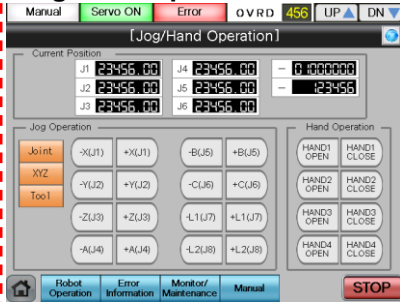 Manual Servo ON Error OVRD 456 UP DN
[Jog/Hand Operation]
Current Position
J1 23456.00 J4 23456.00 - 01000000
J2 23456.00 J5 23456.00 - 123456
J3 23456.00 J6 23456.00
Jog Operation Hand Operation
Joint -X(J1) +X(J1) -B(J5) +B(J5) HAND1 OPEN HAND1 CLOSE
XYZ -Y(J2) +Y(J2) -C(J6) +C(J6) HAND2 OPEN HAND2 CLOSE
Tool
-Z(J3) +Z(J3) -L1(J7) +L1(J7) HAND3 OPEN HAND3 CLOSE
-A(J4) +A(J4) -L2(J8) +L2(J8) HAND4 OPEN HAND4 CLOSE
Robot Operation Error Information Monitor/ Maintenance Manual STOP